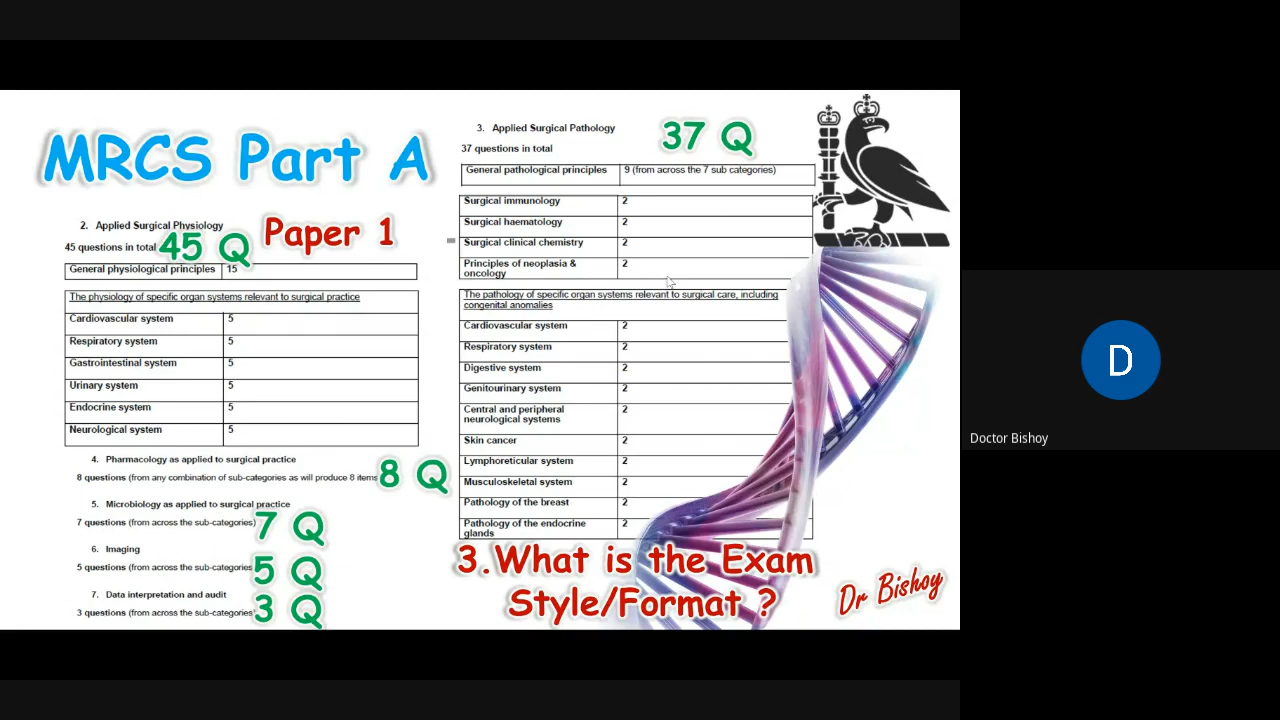 MRCS Part A
2. Applied Surgical Physiology
Paper 1
45 questions in total
45 Q
General physiological principles 15
The physiology of specific organ systems relevant to surgical practice
Cardiovascular system 5
Respiratory system 5
Gastrointestinal system 5
Urinary system 5
Endocrine system 5
Neurological system 5
4. Pharmacology as applied to surgical practice
8 questions (from any combination of sub-categories as will produce 8 items
8 Q
5. Microbiology as applied to surgical practice
7 questions (from across the sub-categories)
7 Q
6. Imaging
5 questions (from across the sub-categories
5 Q
7. Data interpretation and audit
3 questions (from across the sub-categories)
3 Q
3. Applied Surgical Pathology
37 Q
37 questions in total
General pathological principles 9 (from across the 7 sub categories)
Surgical immunology 2
Surgical haematology 2
Surgical clinical chemistry 2
Principles of neoplasia & 2
oncology
The pathology of specific organ systems relevant to surgical care, including
congenital anomalies
Cardiovascular system 2
Respiratory system 2
Digestive system 2
Genitourinary system 2
Central and peripheral 2
neurological systems
Skin cancer 2
Lymphoreticular system 2
Musculoskeletal system 2
Pathology of the breast 2
Pathology of the endocrine 2
glands
3.What is the Exam
Style/Format ?
Dr Bishoy
D
Doctor Bishoy